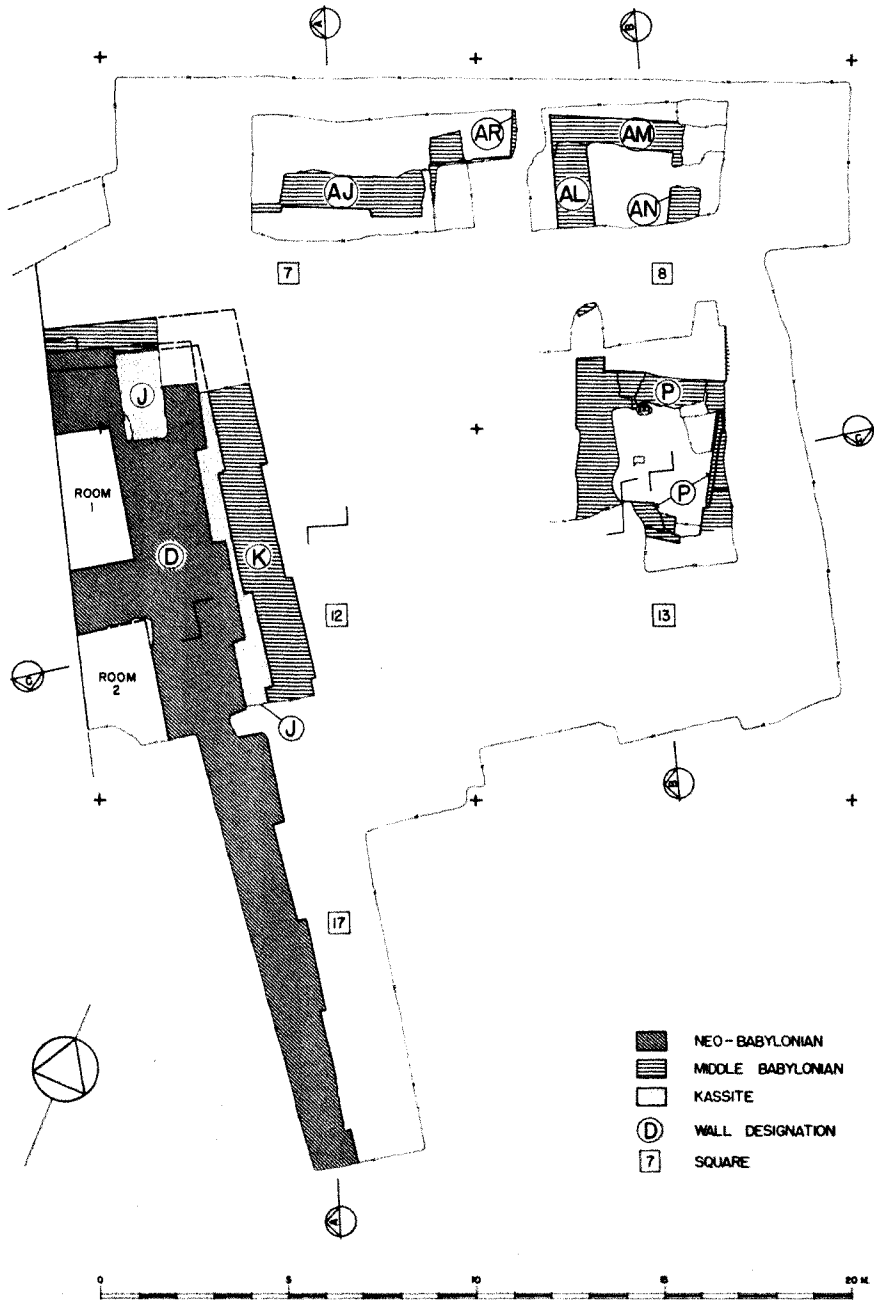 A
B
AR
AM
AJ
AL
AN
7
8
J
P
G
ROOM
1
P
D
K
12
13
G
ROOM
2
J
B
17
NEO-BABYLONIAN
MIDDLE BABYLONIAN
KASSITE
D WALL DESIGNATION
7 SQUARE
A
0 5 10 15 20 M.